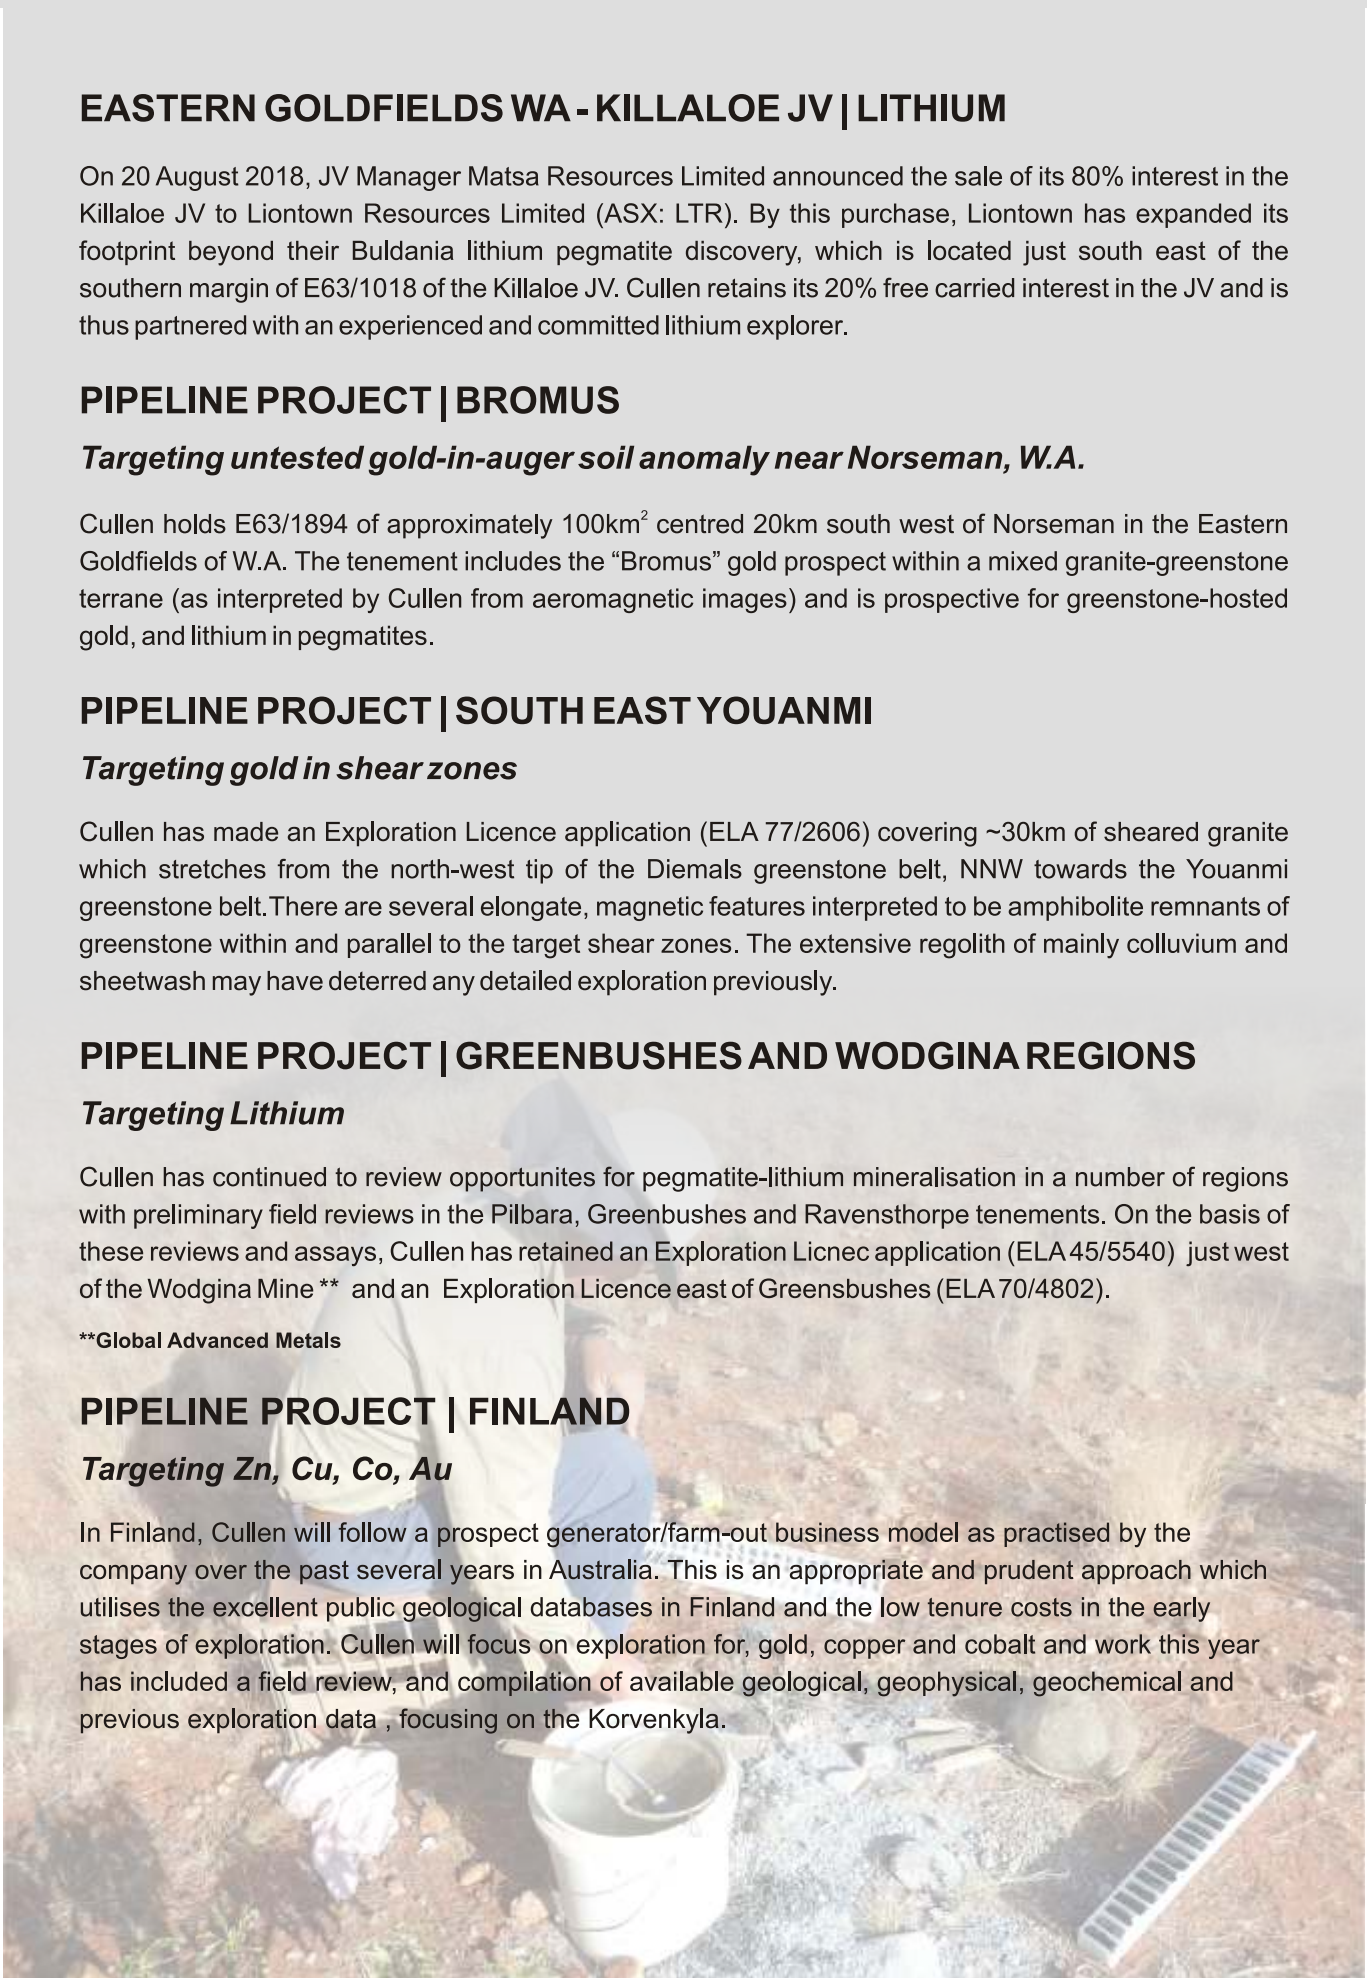 EASTERN GOLDFIELDS WA - KILLALOE JV | LITHIUM
On 20 August 2018, JV Manager Matsa Resources Limited announced the sale of its 80% interest in the
Killaloe JV to Liontown Resources Limited (ASX: LTR). By this purchase, Liontown has expanded its
footprint beyond their Buldania lithium pegmatite discovery, which is located just south east of the
southern margin of E63/1018 of the Killaloe JV. Cullen retains its 20% free carried interest in the JV and is
thus partnered with an experienced and committed lithium explorer.
PIPELINE PROJECT | BROMUS
Targeting untested gold-in-auger soil anomaly near Norseman, W.A.
Cullen holds E63/1894 of approximately 100km² centred 20km south west of Norseman in the Eastern
Goldfields of W.A. The tenement includes the “Bromus” gold prospect within a mixed granite-greenstone
terrane (as interpreted by Cullen from aeromagnetic images) and is prospective for greenstone-hosted
gold, and lithium in pegmatites.
PIPELINE PROJECT | SOUTH EAST YOUANMI
Targeting gold in shear zones
Cullen has made an Exploration Licence application (ELA 77/2606) covering ~30km of sheared granite
which stretches from the north-west tip of the Diemals greenstone belt, NNW towards the Youanmi
greenstone belt.There are several elongate, magnetic features interpreted to be amphibolite remnants of
greenstone within and parallel to the target shear zones. The extensive regolith of mainly colluvium and
sheetwash may have deterred any detailed exploration previously.
PIPELINE PROJECT | GREENBUSHES AND WODGINA REGIONS
Targeting Lithium
Cullen has continued to review opportunites for pegmatite-lithium mineralisation in a number of regions
with preliminary field reviews in the Pilbara, Greenbushes and Ravensthorpe tenements. On the basis of
these reviews and assays, Cullen has retained an Exploration Licnec application (ELA 45/5540) just west
of the Wodgina Mine ** and an Exploration Licence east of Greensbushes (ELA 70/4802).
**Global Advanced Metals
PIPELINE PROJECT | FINLAND
Targeting Zn, Cu, Co, Au
In Finland, Cullen will follow a prospect generator/farm-out business model as practised by the
company over the past several years in Australia. This is an appropriate and prudent approach which
utilises the excellent public geological databases in Finland and the low tenure costs in the early
stages of exploration. Cullen will focus on exploration for, gold, copper and cobalt and work this year
has included a field review, and compilation of available geological, geophysical, geochemical and
previous exploration data , focusing on the Korvenkyla.